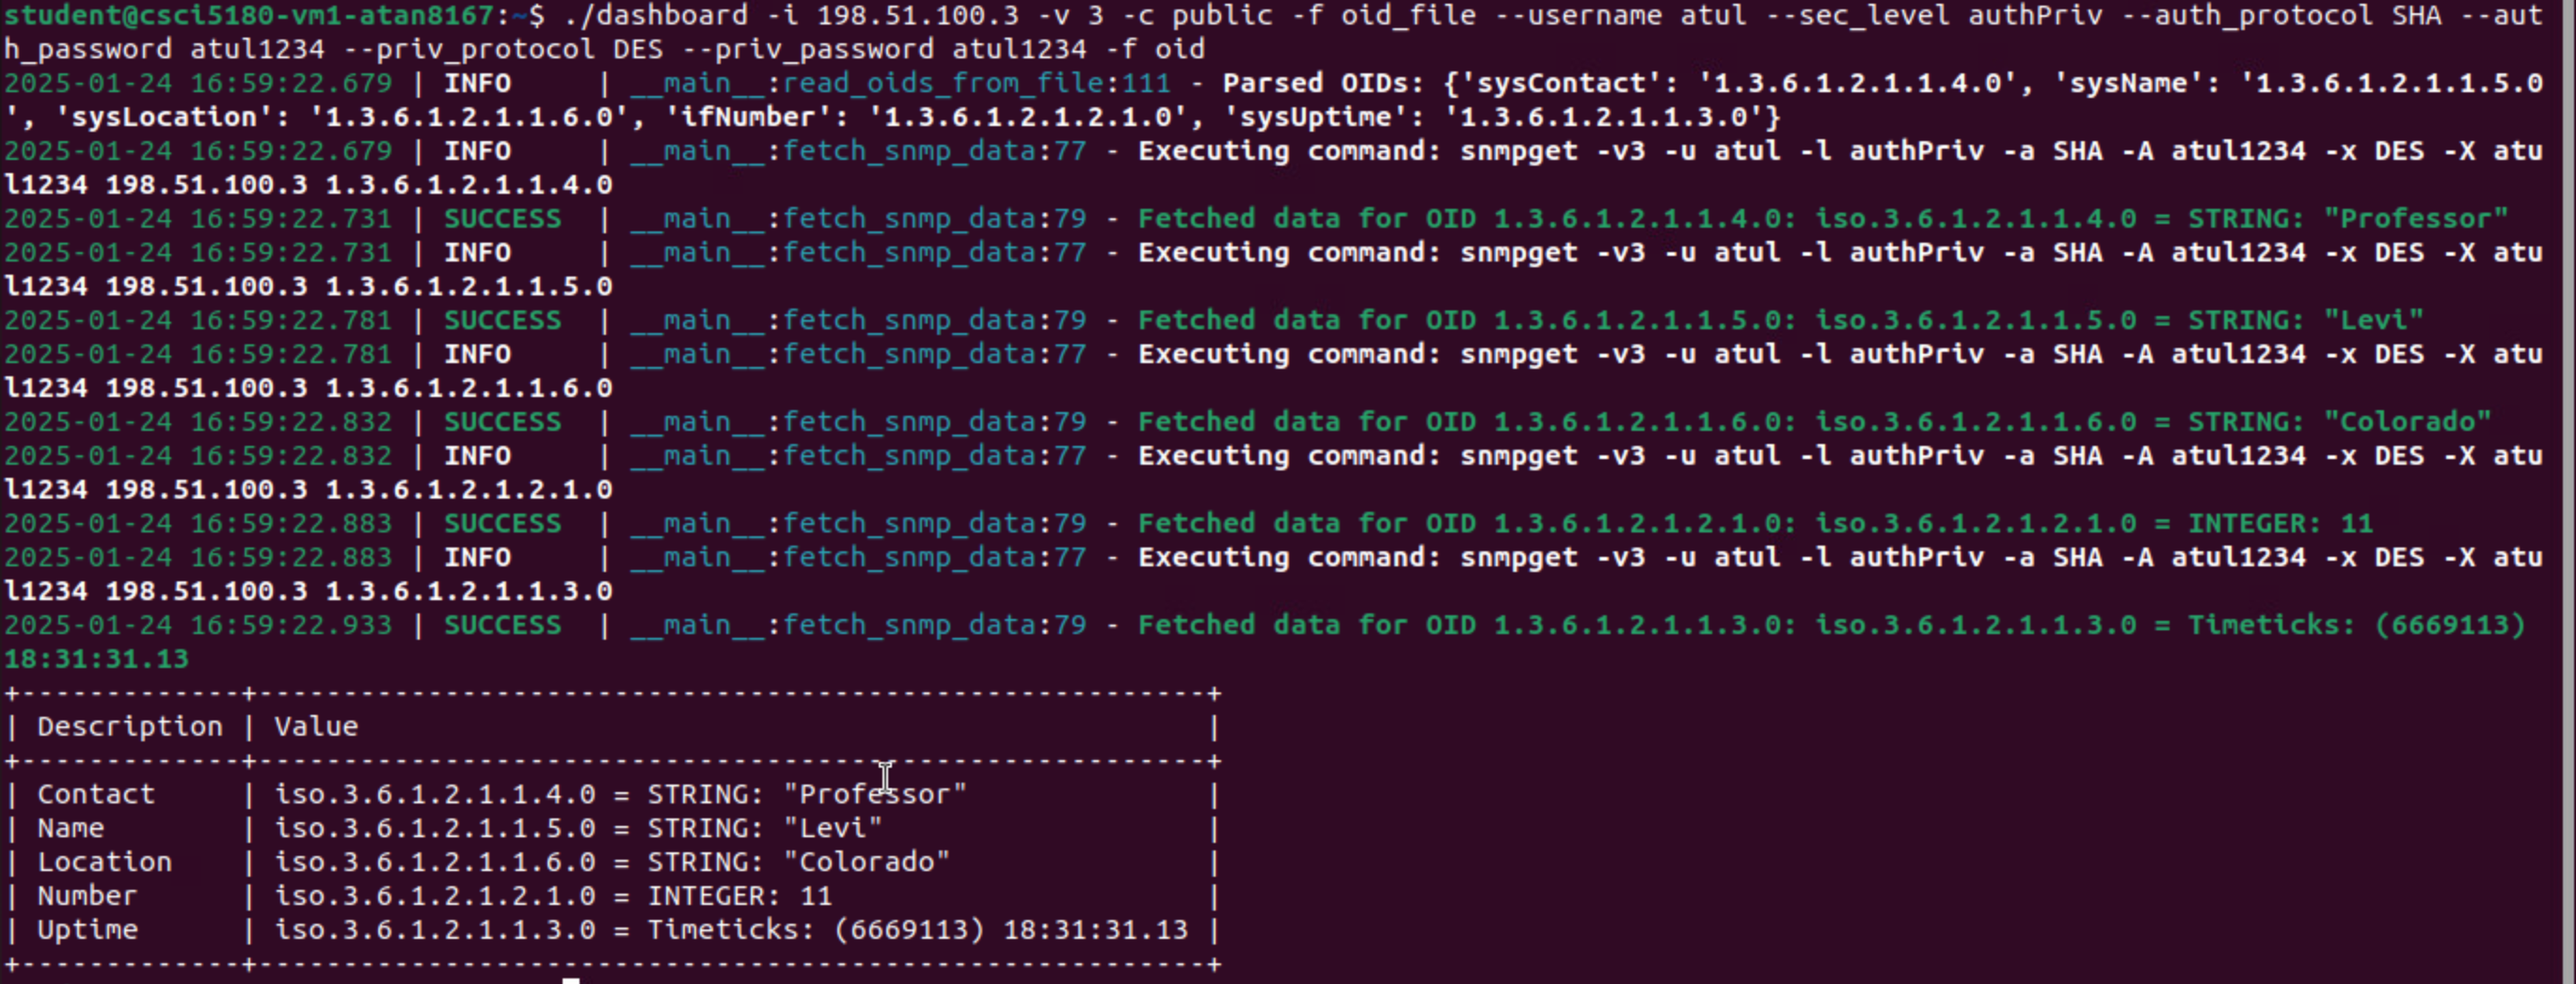 student@csci5180-vm1-atan8167:~$ ./dashboard -i 198.51.100.3 -v 3 -c public -f oid_file --username atul --sec_level authPriv --auth_protocol SHA --aut
h_password atul1234 --priv_protocol DES --priv_password atul1234 -f oid
2025-01-24 16:59:22.679 | INFO     | __main__:read_oids_from_file:111 - Parsed OIDs: {'sysContact': '1.3.6.1.2.1.1.4.0', 'sysName': '1.3.6.1.2.1.1.5.0
', 'sysLocation': '1.3.6.1.2.1.1.6.0', 'ifNumber': '1.3.6.1.2.1.2.1.0', 'sysUptime': '1.3.6.1.2.1.1.3.0'}
2025-01-24 16:59:22.679 | INFO     | __main__:fetch_snmp_data:77 - Executing command: snmpget -v3 -u atul -l authPriv -a SHA -A atul1234 -x DES -X atu
l1234 198.51.100.3 1.3.6.1.2.1.1.4.0
2025-01-24 16:59:22.731 | SUCCESS  | __main__:fetch_snmp_data:79 - Fetched data for OID 1.3.6.1.2.1.1.4.0: iso.3.6.1.2.1.1.4.0 = STRING: "Professor"
2025-01-24 16:59:22.731 | INFO     | __main__:fetch_snmp_data:77 - Executing command: snmpget -v3 -u atul -l authPriv -a SHA -A atul1234 -x DES -X atu
l1234 198.51.100.3 1.3.6.1.2.1.1.5.0
2025-01-24 16:59:22.781 | SUCCESS  | __main__:fetch_snmp_data:79 - Fetched data for OID 1.3.6.1.2.1.1.5.0: iso.3.6.1.2.1.1.5.0 = STRING: "Levi"
2025-01-24 16:59:22.781 | INFO     | __main__:fetch_snmp_data:77 - Executing command: snmpget -v3 -u atul -l authPriv -a SHA -A atul1234 -x DES -X atu
l1234 198.51.100.3 1.3.6.1.2.1.1.6.0
2025-01-24 16:59:22.832 | SUCCESS  | __main__:fetch_snmp_data:79 - Fetched data for OID 1.3.6.1.2.1.1.6.0: iso.3.6.1.2.1.1.6.0 = STRING: "Colorado"
2025-01-24 16:59:22.832 | INFO     | __main__:fetch_snmp_data:77 - Executing command: snmpget -v3 -u atul -l authPriv -a SHA -A atul1234 -x DES -X atu
l1234 198.51.100.3 1.3.6.1.2.1.2.1.0
2025-01-24 16:59:22.883 | SUCCESS  | __main__:fetch_snmp_data:79 - Fetched data for OID 1.3.6.1.2.1.2.1.0: iso.3.6.1.2.1.2.1.0 = INTEGER: 11
2025-01-24 16:59:22.883 | INFO     | __main__:fetch_snmp_data:77 - Executing command: snmpget -v3 -u atul -l authPriv -a SHA -A atul1234 -x DES -X atu
l1234 198.51.100.3 1.3.6.1.2.1.1.3.0
2025-01-24 16:59:22.933 | SUCCESS  | __main__:fetch_snmp_data:79 - Fetched data for OID 1.3.6.1.2.1.1.3.0: iso.3.6.1.2.1.1.3.0 = Timeticks: (6669113)
18:31:31.13
+-------------+--------------------------------------------------------+
| Description | Value                                                  |
+-------------+--------------------------------------------------------+
| Contact     | iso.3.6.1.2.1.1.4.0 = STRING: "Professor"              |
| Name        | iso.3.6.1.2.1.1.5.0 = STRING: "Levi"                   |
| Location    | iso.3.6.1.2.1.1.6.0 = STRING: "Colorado"               |
| Number      | iso.3.6.1.2.1.2.1.0 = INTEGER: 11                      |
| Uptime      | iso.3.6.1.2.1.1.3.0 = Timeticks: (6669113) 18:31:31.13 |
+-------------+--------------------------------------------------------+